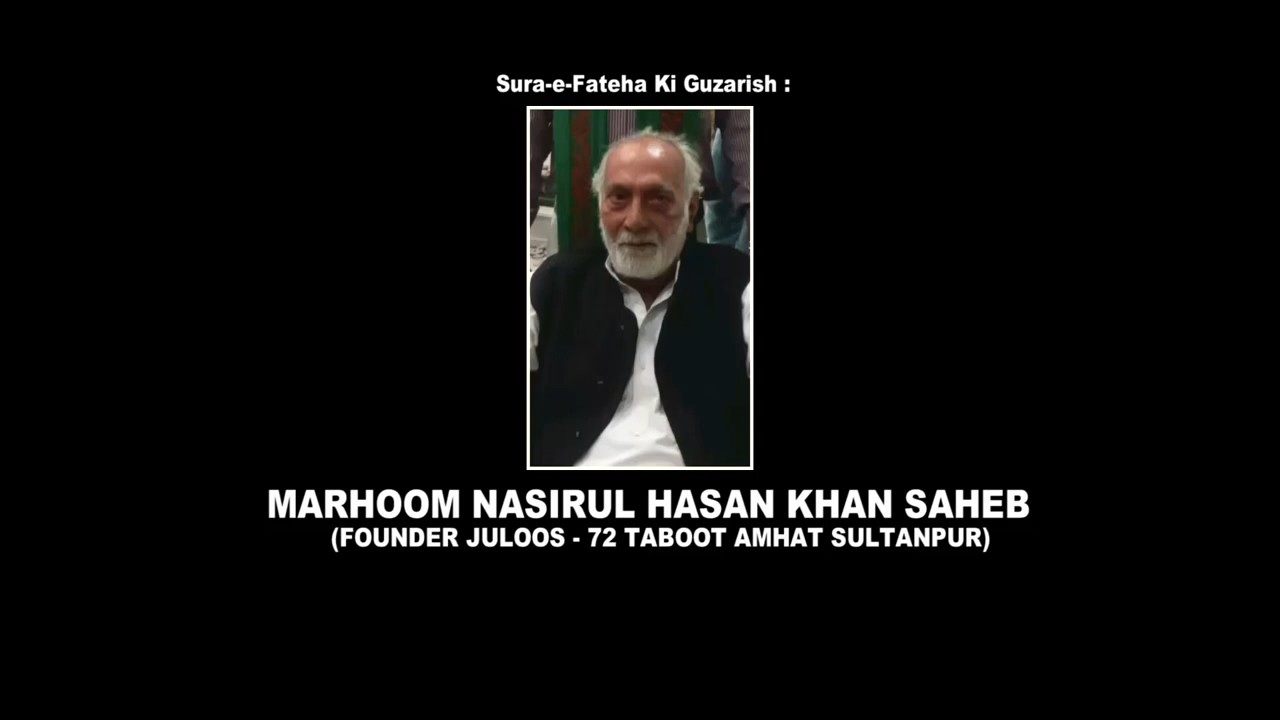 Sura-e-Fateha Ki Guzarish :
MARHOOM NASIRUL HASAN KHAN SAHEB
(FOUNDER JULOOS - 72 TABOOT AMHAT SULTANPUR)